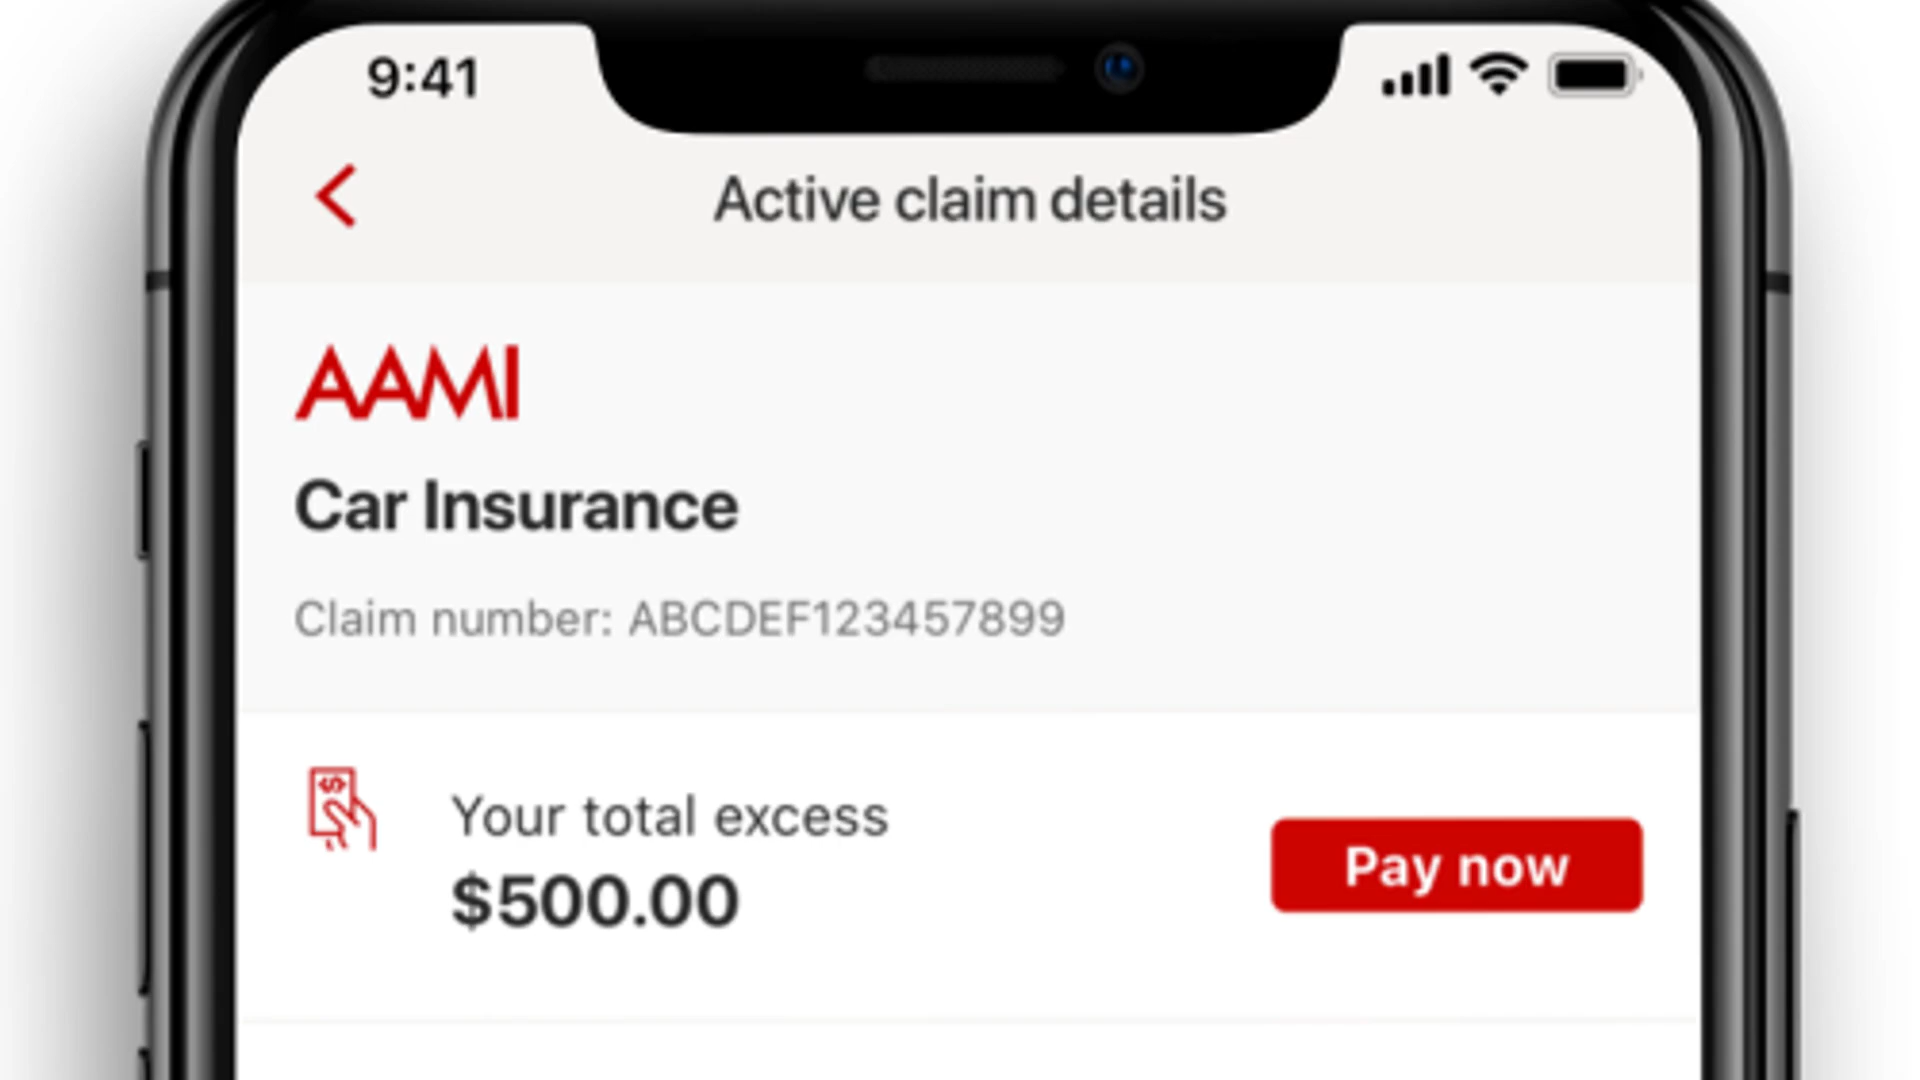 9:41
Active claim details
AAMI
Car Insurance
Claim number: ABCDEF123457899
$
Your total excess
$500.00
Pay now